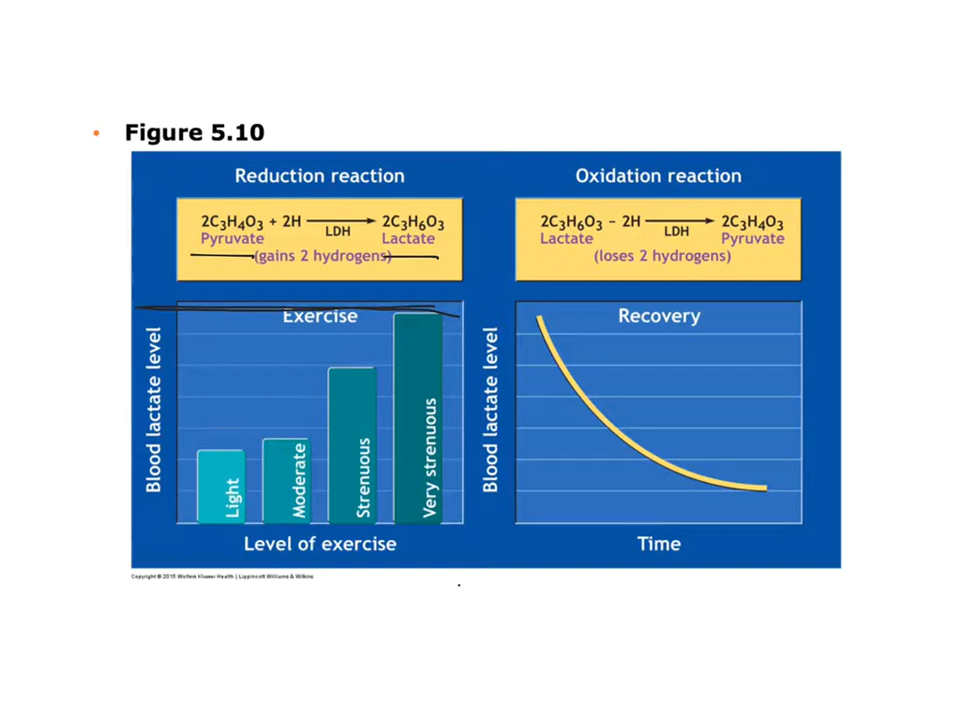 • Figure 5.10
Reduction reaction
2C₃H₄O₃ + 2H ⟶ 2C₃H₆O₃
LDH
Pyruvate Lactate
(gains 2 hydrogens)
Exercise
Blood lactate level
Light
Moderate
Strenuous
Very strenuous
Level of exercise
Oxidation reaction
2C₃H₆O₃ – 2H ⟶ 2C₃H₄O₃
LDH
Lactate Pyruvate
(loses 2 hydrogens)
Recovery
Blood lactate level
Time
Copyright © 2015 Wolters Kluwer Health | Lippincott Williams & Wilkins